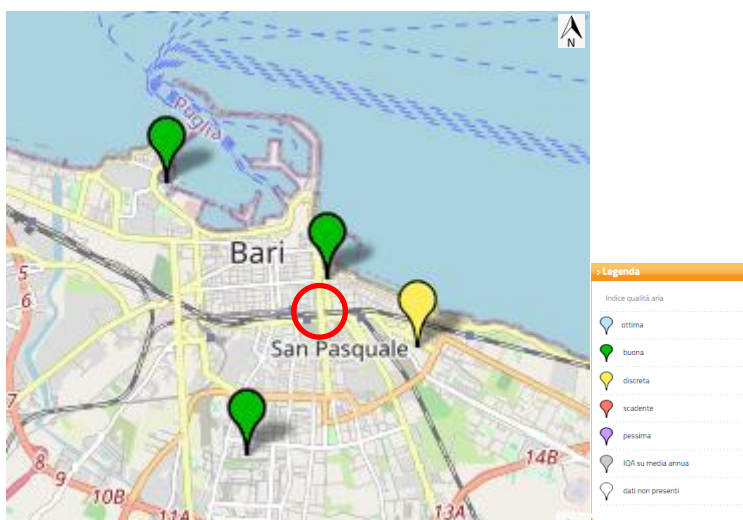 N
Puglia
Bari
5
6
San Pasquale
7
8
9
10B
11A
13A
14B
> Legenda
Indice qualità aria
ottima
buona
discreta
scadente
pessima
IQA su media annua
dati non presenti